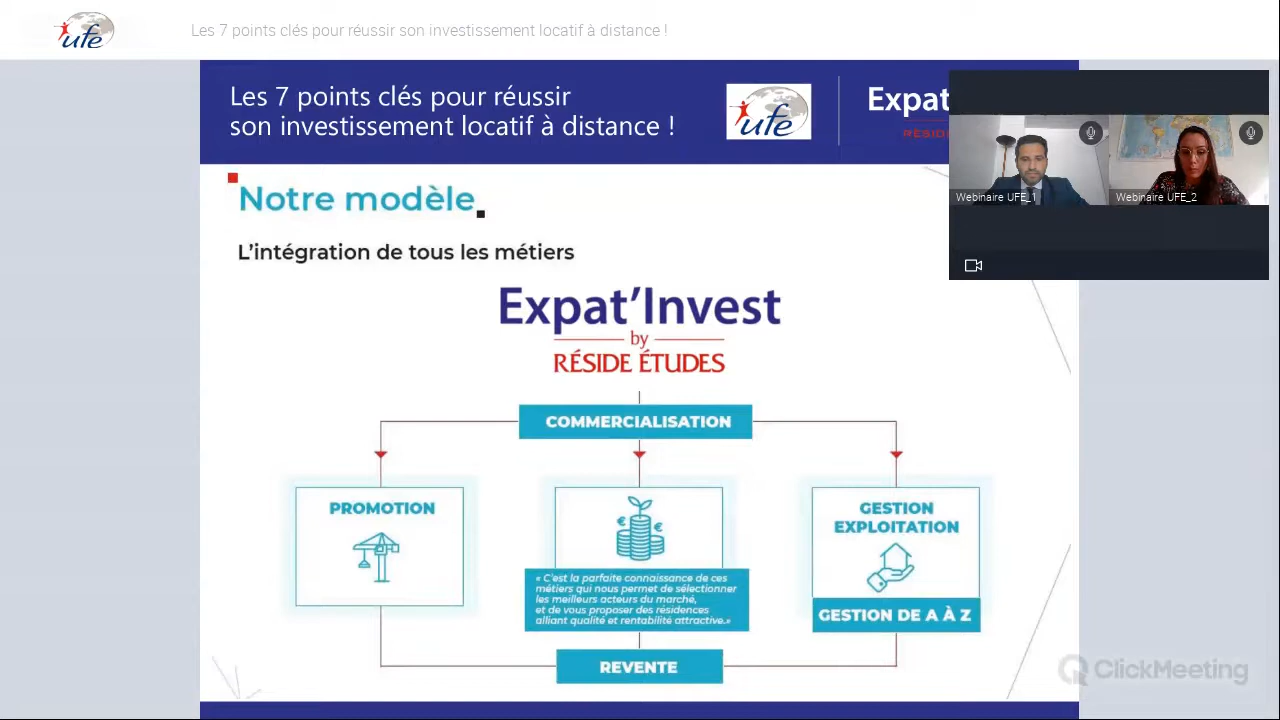 ufe
Les 7 points clés pour réussir son investissement locatif à distance !
Les 7 points clés pour réussir
son investissement locatif à distance !
ufe
Expat
RÉSID
Webinaire UFE_1
Webinaire UFE_2
Notre modèle
L'intégration de tous les métiers
Expat'Invest
by
RÉSIDE ÉTUDES
COMMERCIALISATION
PROMOTION
« C'est la parfaite connaissance de ces
métiers qui nous permet de sélectionner
les meilleurs acteurs du marché,
et de vous proposer des résidences
alliant qualité et rentabilité attractive.»
GESTION
EXPLOITATION
GESTION DE A À Z
REVENTE
ClickMeeting